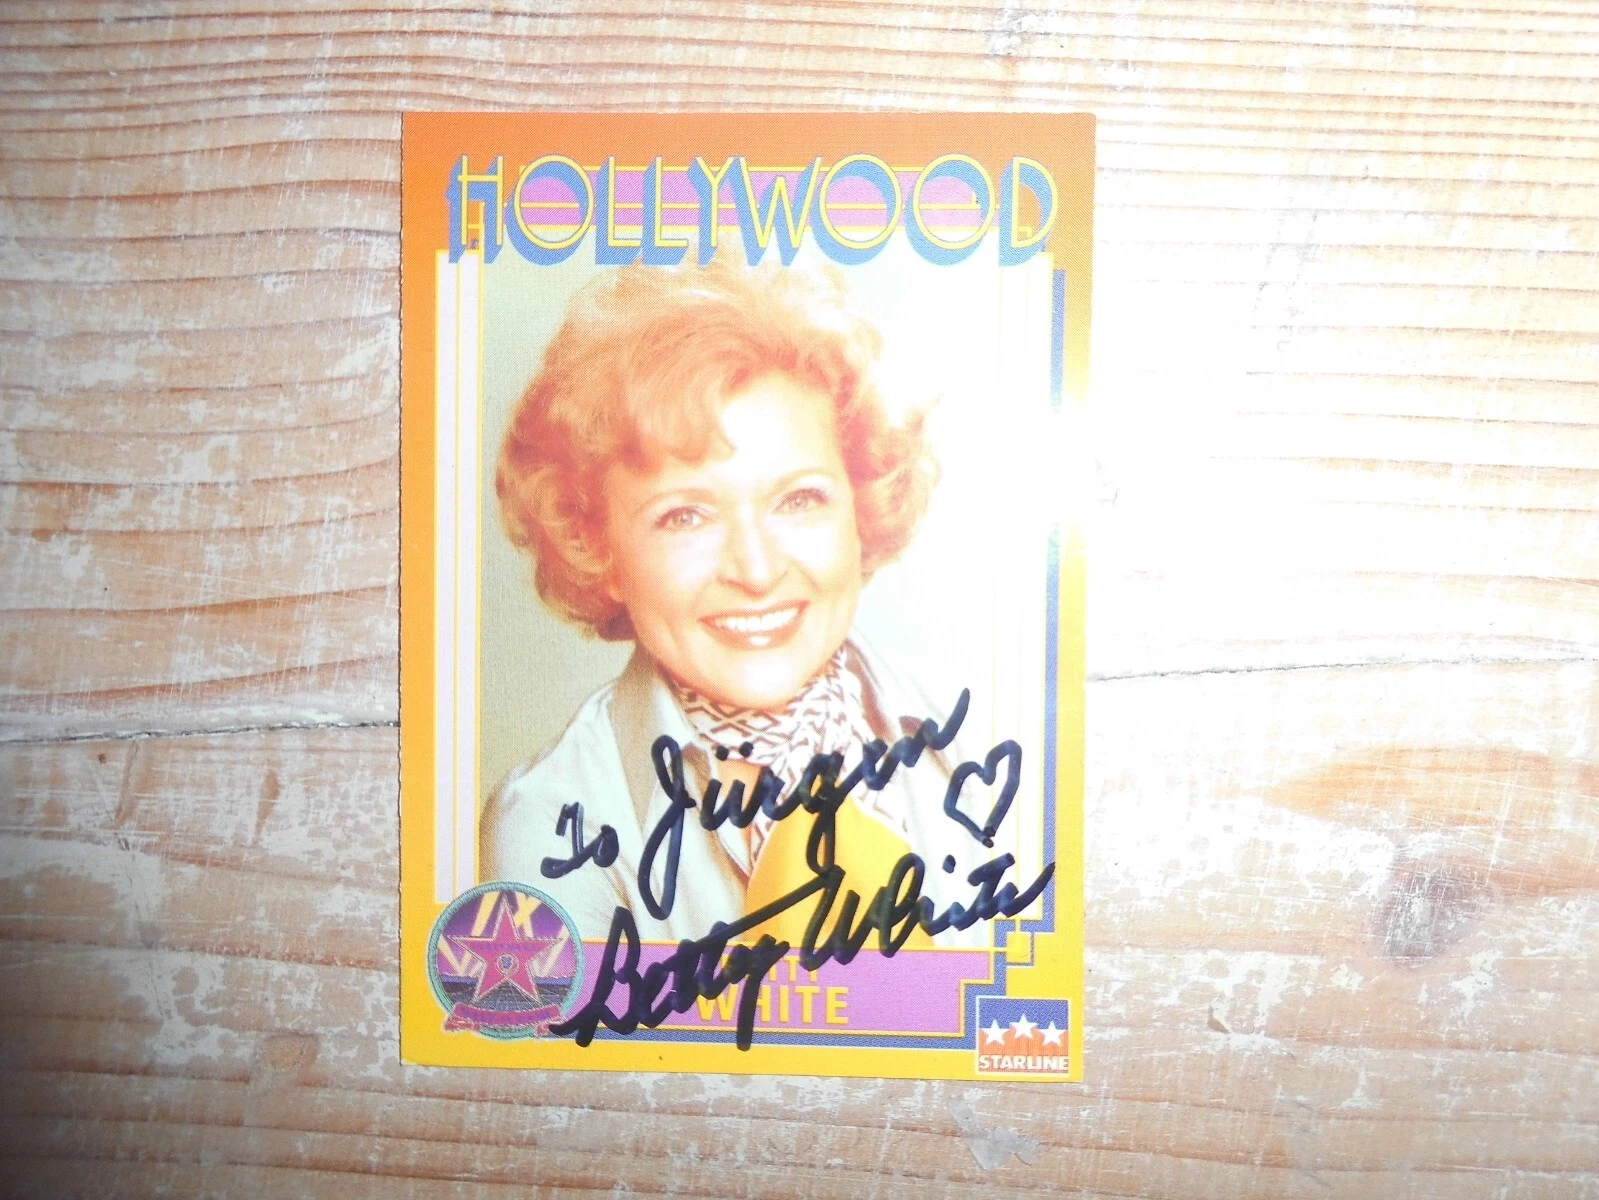 HOLLYWOOD
To Jürgen
Betty White
WHITE
STARLINE